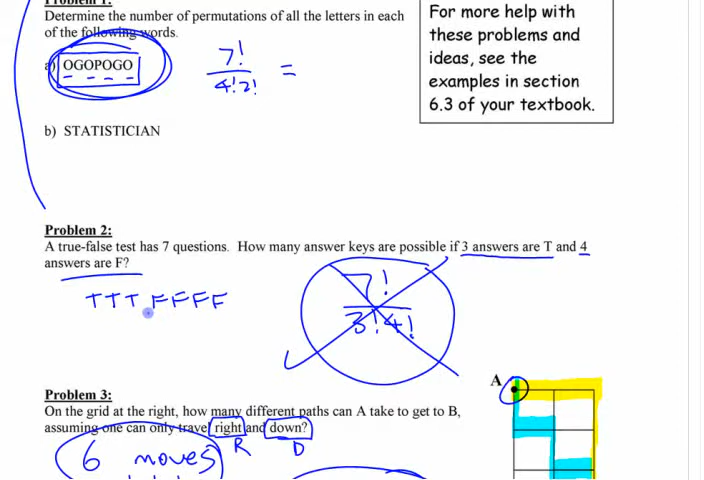 Problem 1:
Determine the number of permutations of all the letters in each
of the following words.
a) OGOPOGO
7!
4!2!
=
b) STATISTICIAN
For more help with
these problems and
ideas, see the
examples in section
6.3 of your textbook.
Problem 2:
A true-false test has 7 questions. How many answer keys are possible if 3 answers are T and 4
answers are F?
T T T F F F F
7!
3!4!
Problem 3:
On the grid at the right, how many different paths can A take to get to B,
assuming one can only travel right and down?
R D
6 moves
A